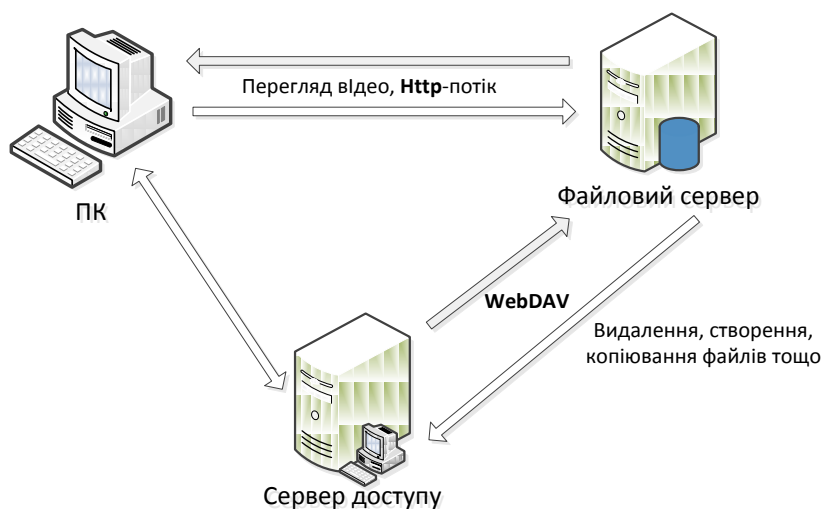 Перегляд вІдео, Http-потік
ПК
Файловий сервер
WebDAV
Видалення, створення,
копіювання файлів тощо
Сервер доступу